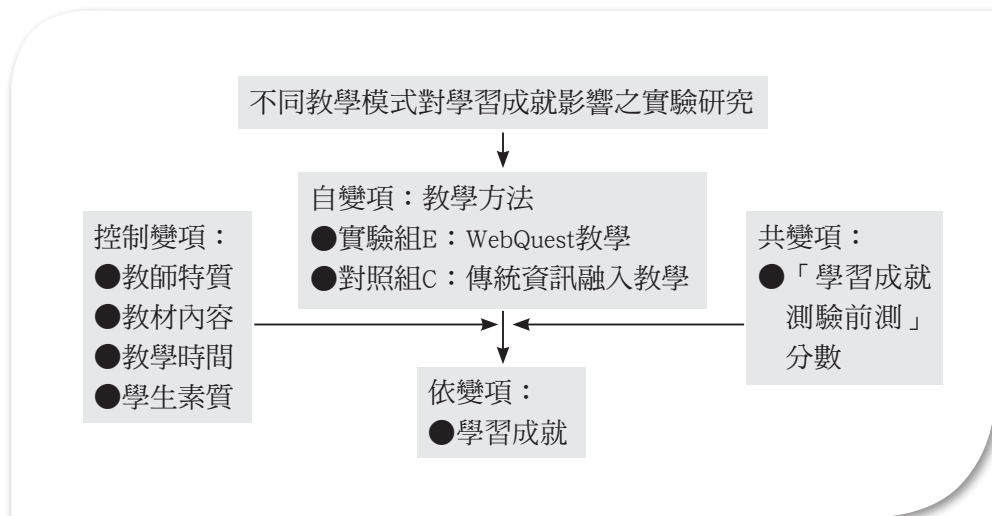 不同教學模式對學習成就影響之實驗研究
自變項：教學方法
●實驗組E：WebQuest教學
●對照組C：傳統資訊融入教學
控制變項：
●教師特質
●教材內容
●教學時間
●學生素質
共變項：
●「學習成就
測驗前測」
分數
依變項：
●學習成就